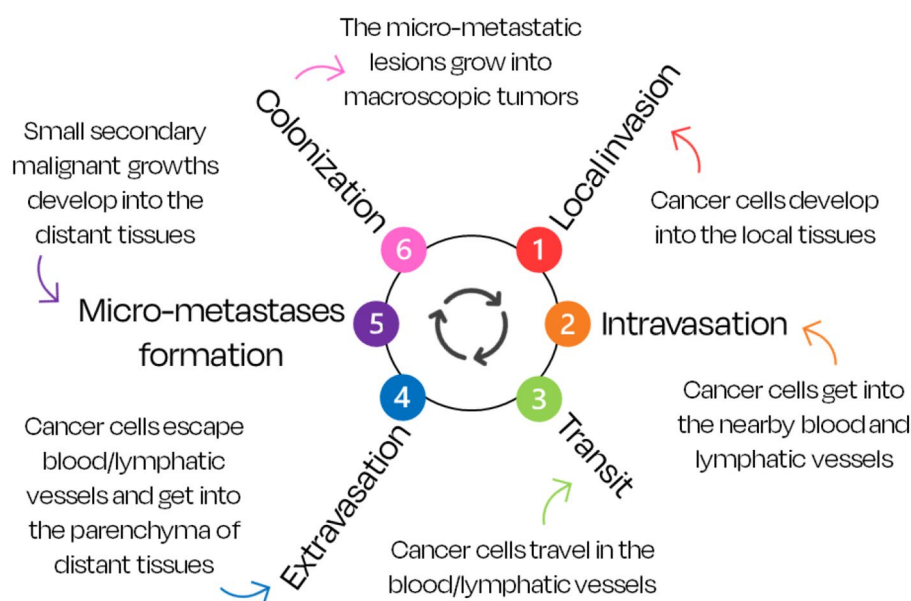 1
Local invasion
Cancer cells develop
into the local tissues
2
Intravasation
Cancer cells get into
the nearby blood and
lymphatic vessels
3
Transit
Cancer cells travel in the
blood/lymphatic vessels
4
Extravasation
Cancer cells escape
blood/lymphatic
vessels and get into
the parenchyma of
distant tissues
5
Micro-metastases
formation
Small secondary
malignant growths
develop into the
distant tissues
6
Colonization
The micro-metastatic
lesions grow into
macroscopic tumors